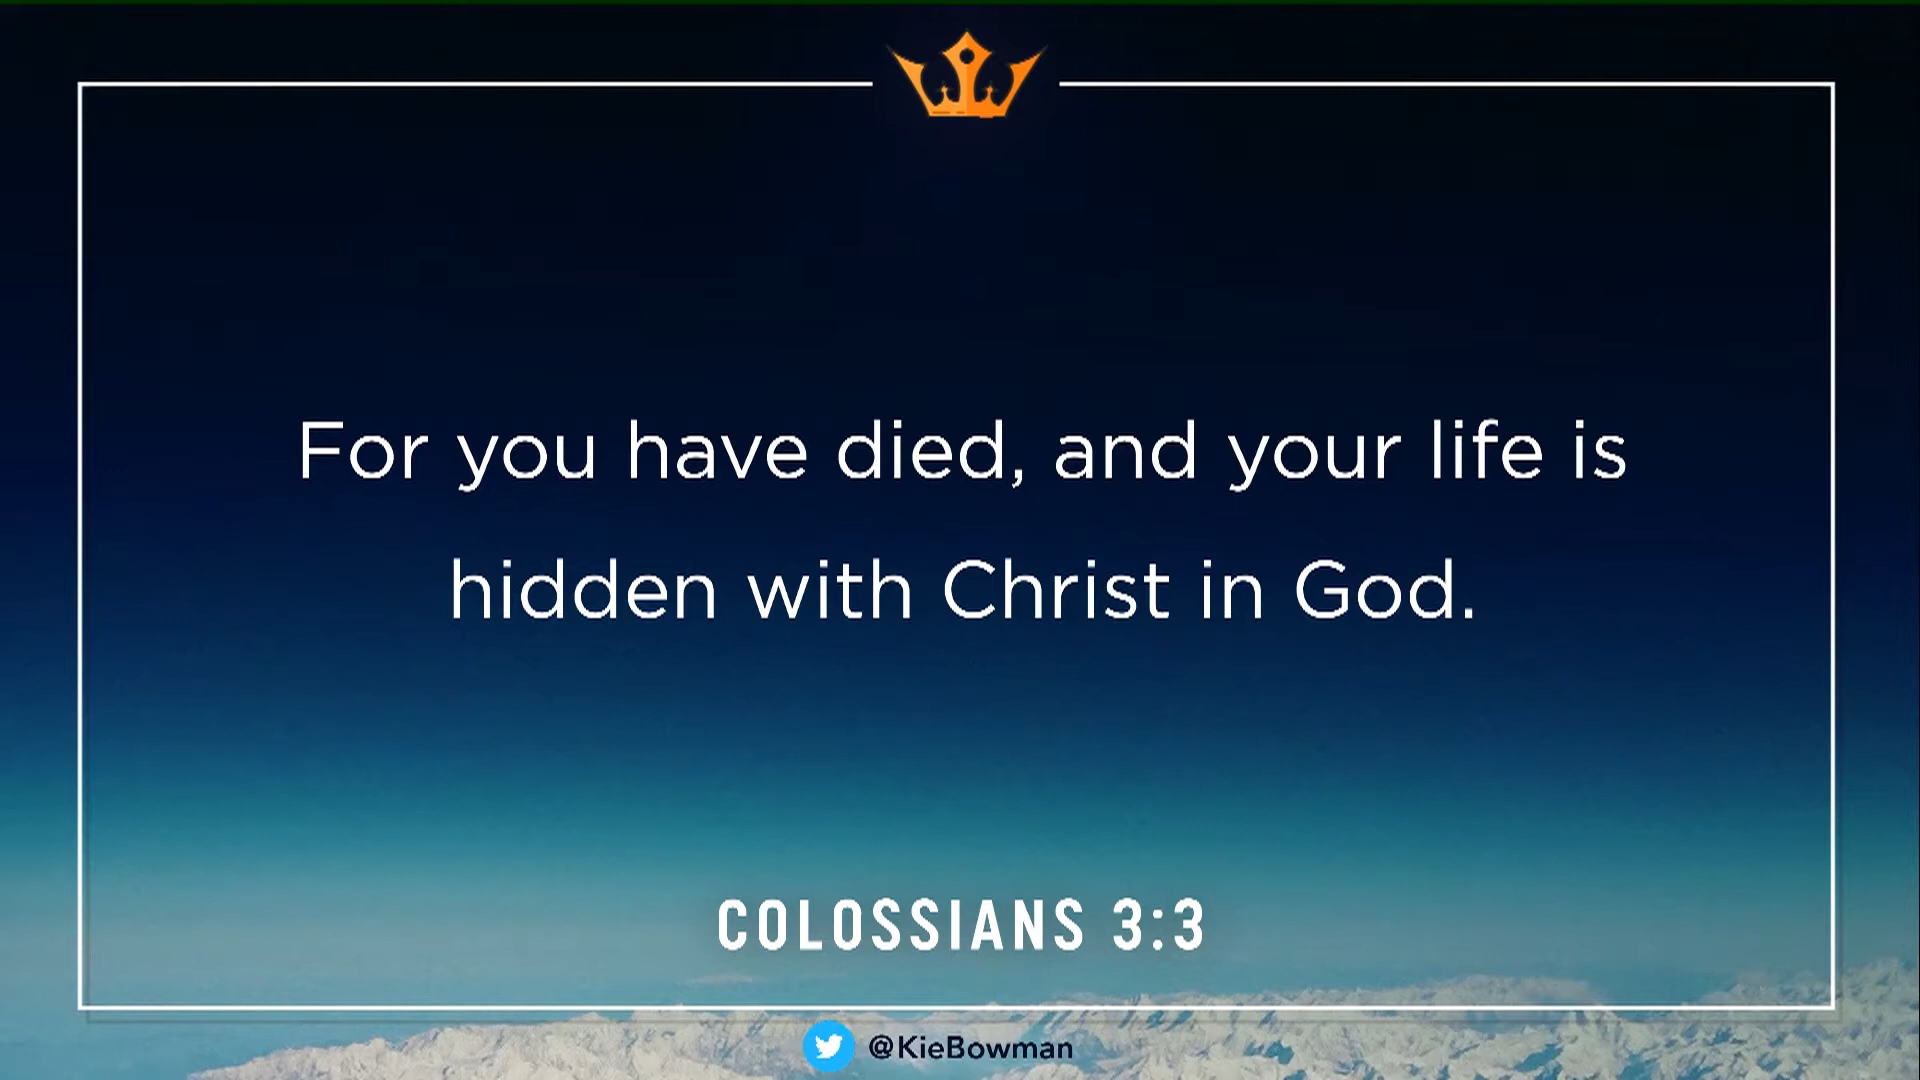 For you have died, and your life is
hidden with Christ in God.
COLOSSIANS 3:3
@KieBowman